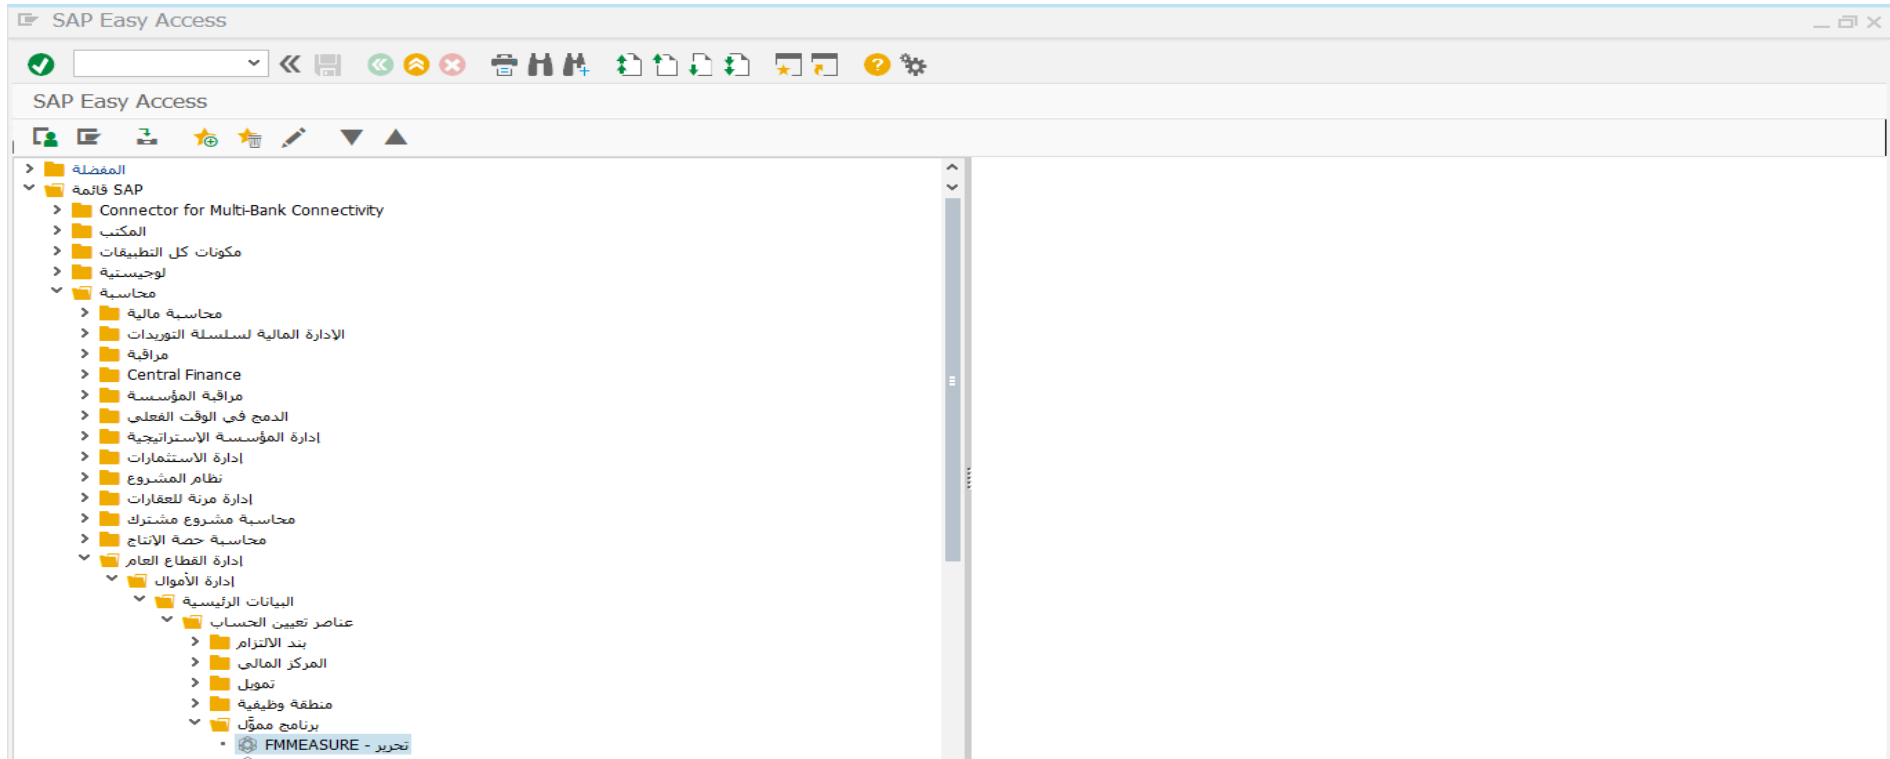 SAP Easy Access
SAP Easy Access
المفضلة
قائمة SAP
Connector for Multi-Bank Connectivity
المكتب
مكونات كل التطبيقات
لوجيستية
محاسبة
محاسبة مالية
الإدارة المالية لسلسلة التوريدات
مراقبة
Central Finance
مراقبة المؤسسة
الدمج في الوقت الفعلي
إدارة المؤسسة الإستراتيجية
إدارة الاستثمارات
نظام المشروع
إدارة مرنة للعقارات
محاسبة مشروع مشترك
محاسبة حصة الإنتاج
إدارة القطاع العام
إدارة الأموال
البيانات الرئيسية
عناصر تعيين الحساب
بند الالتزام
المركز المالي
تمويل
منطقة وظيفية
برنامج مموَّل
FMMEASURE - تحرير